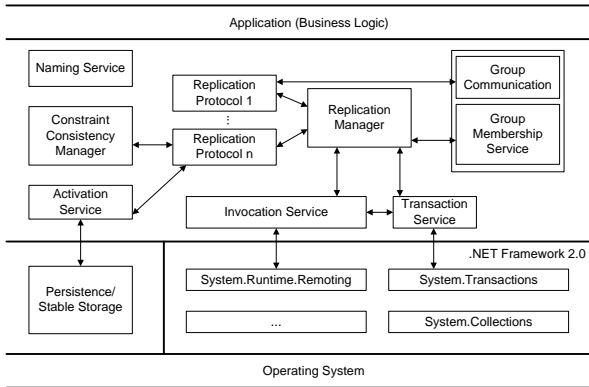 Application (Business Logic)
Naming Service
Replication
Protocol 1
Group
Communication
Constraint
Consistency
Manager
⋮
Replication
Manager
Group
Membership
Service
Replication
Protocol n
Activation
Service
Invocation Service
Transaction
Service
.NET Framework 2.0
Persistence/
Stable Storage
System.Runtime.Remoting
System.Transactions
...
System.Collections
Operating System